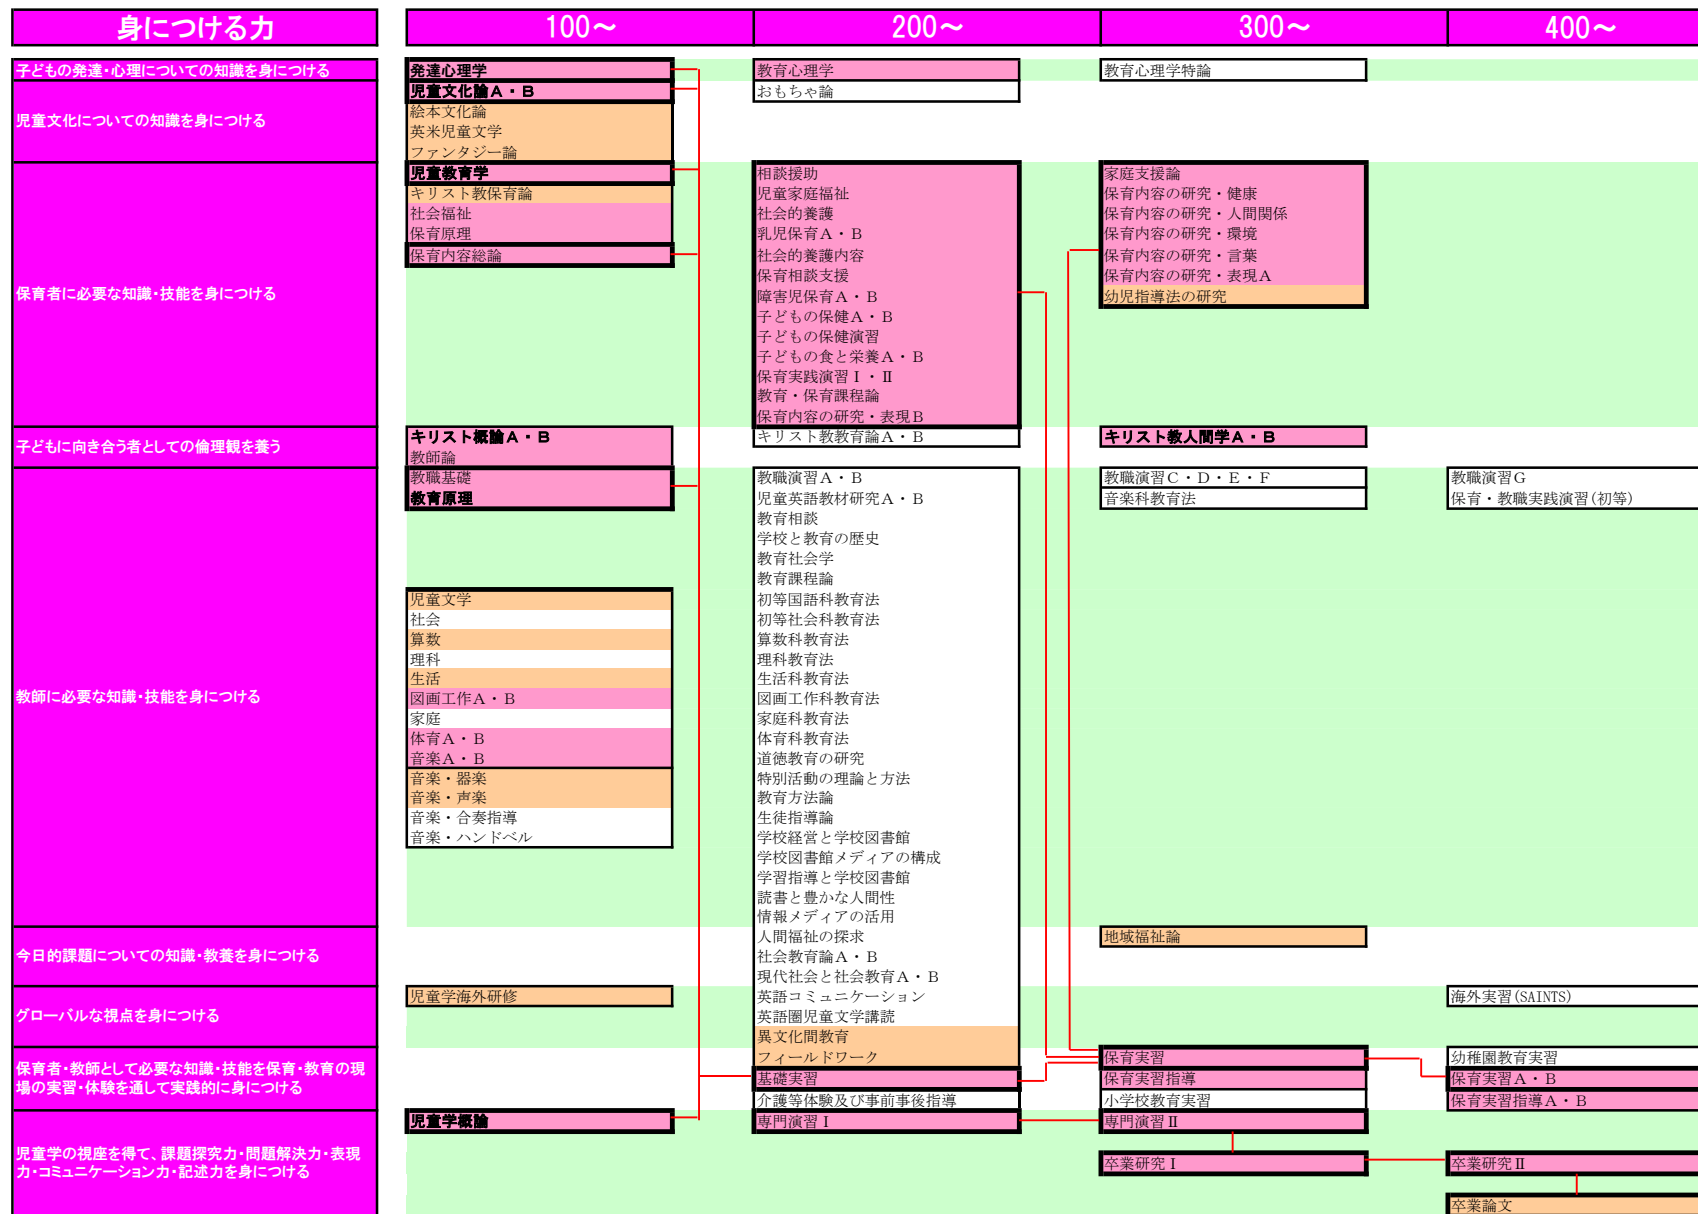 身につける力
100～
200～
300～
400～
子どもの発達・心理についての知識を身につける
発達心理学
教育心理学
教育心理学特論
児童文化についての知識を身につける
児童文化論A・B
おもちゃ論
絵本文化論
英米児童文学
ファンタジー論
保育者に必要な知識・技能を身につける
児童教育学
キリスト教保育論
社会福祉
保育原理
保育内容総論
相談援助
児童家庭福祉
社会的養護
乳児保育A・B
社会的養護内容
保育相談支援
障害児保育A・B
子どもの保健A・B
子どもの保健演習
子どもの食と栄養A・B
保育実践演習Ⅰ・Ⅱ
教育・保育課程論
保育内容の研究・表現B
家庭支援論
保育内容の研究・健康
保育内容の研究・人間関係
保育内容の研究・環境
保育内容の研究・言葉
保育内容の研究・表現A
幼児指導法の研究
子どもに向き合う者としての倫理観を養う
キリスト概論A・B
教師論
キリスト教教育論A・B
キリスト教人間学A・B
教師に必要な知識・技能を身につける
教職基礎
教育原理
児童文学
社会
算数
理科
生活
図画工作A・B
家庭
体育A・B
音楽A・B
音楽・器楽
音楽・声楽
音楽・合奏指導
音楽・ハンドベル
教職演習A・B
児童英語教材研究A・B
教育相談
学校と教育の歴史
教育社会学
教育課程論
初等国語科教育法
初等社会科教育法
算数科教育法
理科教育法
生活科教育法
図画工作科教育法
家庭科教育法
体育科教育法
道徳教育の研究
特別活動の理論と方法
教育方法論
生徒指導論
学校経営と学校図書館
学校図書館メディアの構成
学習指導と学校図書館
読書と豊かな人間性
情報メディアの活用
教職演習C・D・E・F
音楽科教育法
教職演習G
保育・教職実践演習(初等)
今日的課題についての知識・教養を身につける
人間福祉の探求
社会教育論A・B
現代社会と社会教育A・B
地域福祉論
グローバルな視点を身につける
児童学海外研修
英語コミュニケーション
英語圏児童文学講読
異文化間教育
海外実習(SAINTS)
保育者・教師として必要な知識・技能を保育・教育の現
場の実習・体験を通して実践的に身につける
フィールドワーク
基礎実習
介護等体験及び事前事後指導
保育実習
保育実習指導
小学校教育実習
幼稚園教育実習
保育実習A・B
保育実習指導A・B
児童学の視座を得て、課題探究力・問題解決力・表現
力・コミュニケーション力・記述力を身につける
児童学概論
専門演習Ⅰ
専門演習Ⅱ
卒業研究Ⅰ
卒業研究Ⅱ
卒業論文